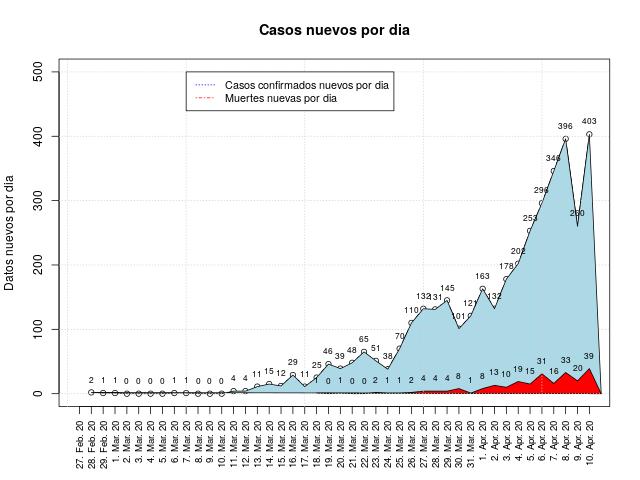 Casos nuevos por dia
Datos nuevos por dia
500
400
300
200
100
0
Casos confirmados nuevos por dia
Muertes nuevas por dia
2 1 1 0 0 0 0 1 1 0 0 0 4 4 11 15 12 29 11 25 46 39 48 65 51 38 70 110 132 131 145 101 121 163 132 178 202 253 296 346 396 260 403
1 0 1 0 0 2 1 1 2 4 4 4 8 1 8 13 10 19 15 31 16 33 20 39
27. Feb. 20
28. Feb. 20
29. Feb. 20
1. Mar. 20
2. Mar. 20
3. Mar. 20
4. Mar. 20
5. Mar. 20
6. Mar. 20
7. Mar. 20
8. Mar. 20
9. Mar. 20
10. Mar. 20
11. Mar. 20
12. Mar. 20
13. Mar. 20
14. Mar. 20
15. Mar. 20
16. Mar. 20
17. Mar. 20
18. Mar. 20
19. Mar. 20
20. Mar. 20
21. Mar. 20
22. Mar. 20
23. Mar. 20
24. Mar. 20
25. Mar. 20
26. Mar. 20
27. Mar. 20
28. Mar. 20
29. Mar. 20
30. Mar. 20
31. Mar. 20
1. Apr. 20
2. Apr. 20
3. Apr. 20
4. Apr. 20
5. Apr. 20
6. Apr. 20
7. Apr. 20
8. Apr. 20
9. Apr. 20
10. Apr. 20